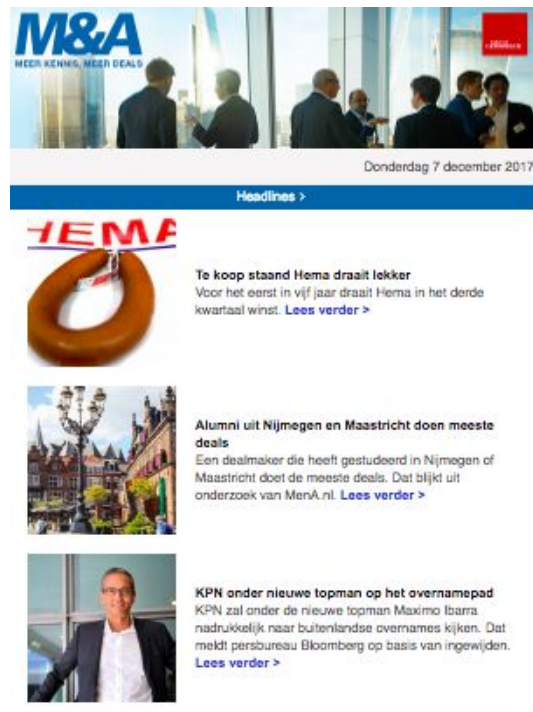 M&A
MEER KENNIS, MEER DEALS
Donderdag 7 december 2017
Headlines >
HEMA
Te koop staand Hema draait lekker
Voor het eerst in vijf jaar draait Hema in het derde
kwartaal winst. Lees verder >
Alumni uit Nijmegen en Maastricht doen meeste
deals
Een dealmaker die heeft gestudeerd in Nijmegen of
Maastricht doet de meeste deals. Dat blijkt uit
onderzoek van MenA.nl. Lees verder >
KPN onder nieuwe topman op het overnamepad
KPN zal onder de nieuwe topman Maximo Ibarra
nadrukkelijk naar buitenlandse overnames kijken. Dat
meldt persbureau Bloomberg op basis van ingewijden.
Lees verder >